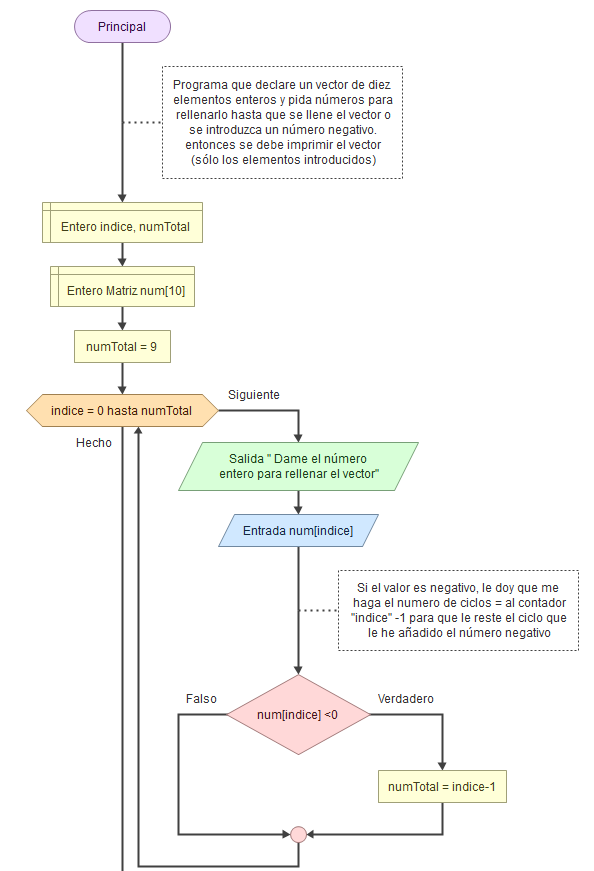 Principal
Programa que declare un vector de diez
elementos enteros y pida números para
rellenarlo hasta que se llene el vector o
se introduzca un número negativo.
entonces se debe imprimir el vector
(sólo los elementos introducidos)
Entero indice, numTotal
Entero Matriz num[10]
numTotal = 9
indice = 0 hasta numTotal
Siguiente
Hecho
Salida " Dame el número
entero para rellenar el vector"
Entrada num[indice]
Si el valor es negativo, le doy que me
haga el numero de ciclos = al contador
"indice" -1 para que le reste el ciclo que
le he añadido el número negativo
Falso
Verdadero
num[indice] <0
numTotal = indice-1